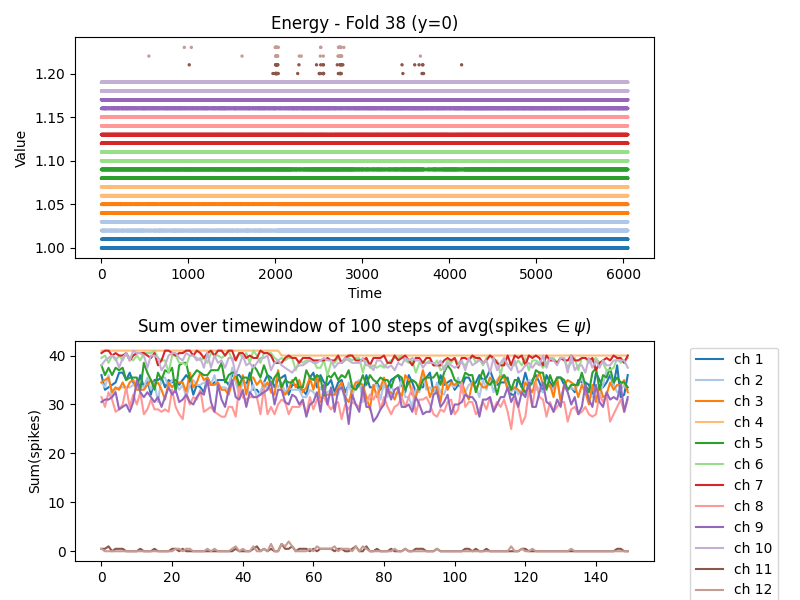 Energy - Fold 38 (y=0)
Value
1.20
1.15
1.10
1.05
1.00
0 1000 2000 3000 4000 5000 6000
Time
Sum over timewindow of 100 steps of avg(spikes ∈ ψ)
Sum(spikes)
40
30
20
10
0
0 20 40 60 80 100 120 140
ch 1
ch 2
ch 3
ch 4
ch 5
ch 6
ch 7
ch 8
ch 9
ch 10
ch 11
ch 12